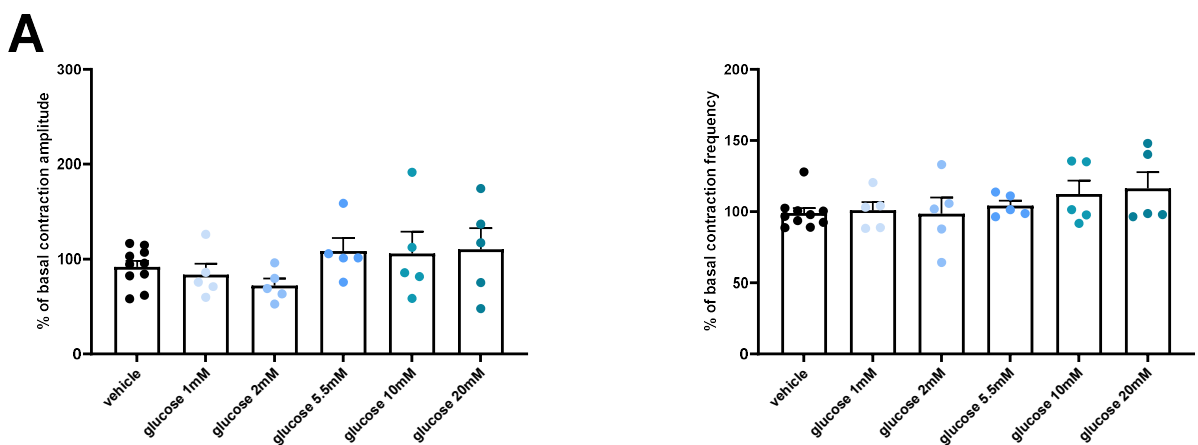 A
% of basal contraction amplitude
300
200
100
0
vehicle
glucose 1mM
glucose 2mM
glucose 5.5mM
glucose 10mM
glucose 20mM
% of basal contraction frequency
200
150
100
50
0
vehicle
glucose 1mM
glucose 2mM
glucose 5.5mM
glucose 10mM
glucose 20mM